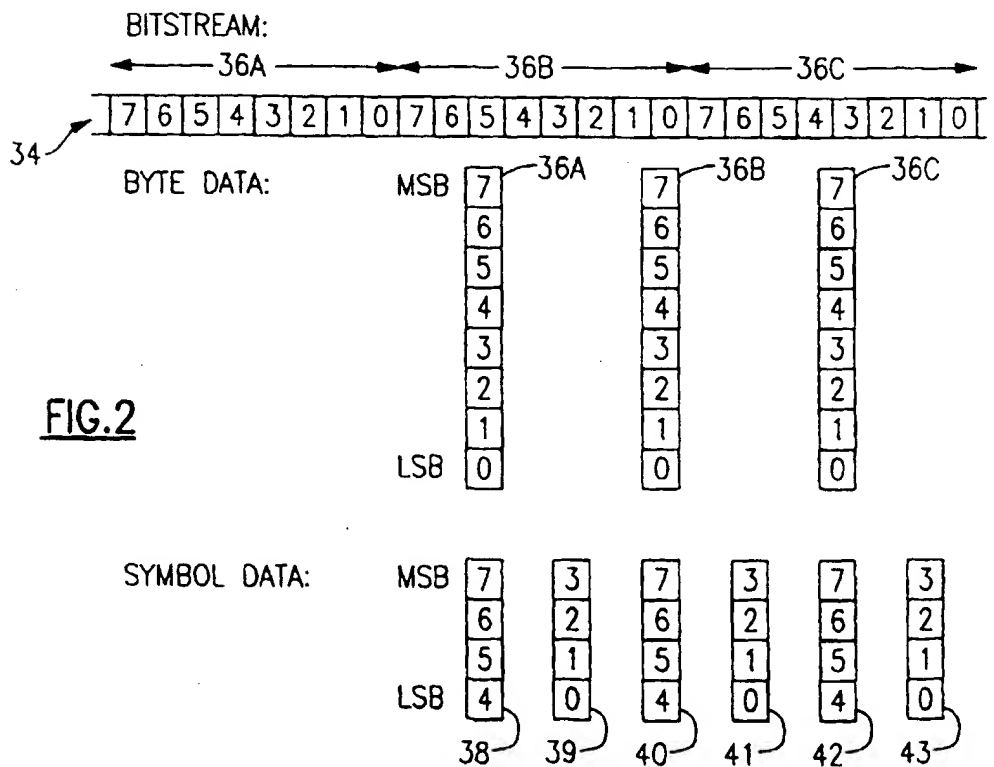 BITSTREAM:
36A 36B 36C
7 6 5 4 3 2 1 0 7 6 5 4 3 2 1 0 7 6 5 4 3 2 1 0
34
BYTE DATA: MSB 7 36A 7 36B 7 36C
6 6 6
5 5 5
4 4 4
3 3 3
2 2 2
FIG.2
1 1 1
LSB 0 0 0
SYMBOL DATA: MSB 7 3 7 3 7 3
6 2 6 2 6 2
5 1 5 1 5 1
LSB 4 0 4 0 4 0
38 39 40 41 42 43